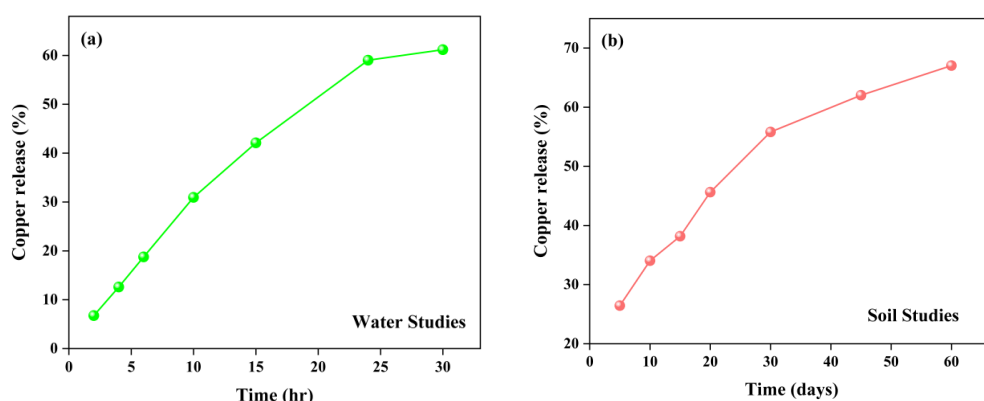 (a)
Copper release (%)
60
50
40
30
20
10
0
0 5 10 15 20 25 30
Water Studies
Time (hr)
(b)
Copper release (%)
70
60
50
40
30
20
0 10 20 30 40 50 60
Soil Studies
Time (days)